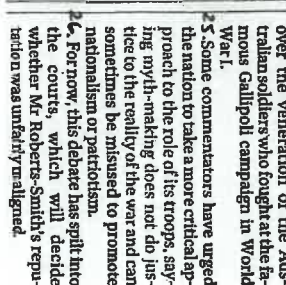 over the veneration of the Aus-
tralian soldiers who fought at the fa-
mous Gallipoli campaign in World
War I.
25. Some commentators have urged
the nation to take a more critical ap-
proach to the role of its troops, say-
ing myth-making does not do jus-
tice to the reality of the war and can
sometimes be misused to promote
nationalism or patriotism.
26. For now, this debate has spilt into
the courts, which will decide
whether Mr Roberts-Smith's repu-
tation was unfairly maligned.